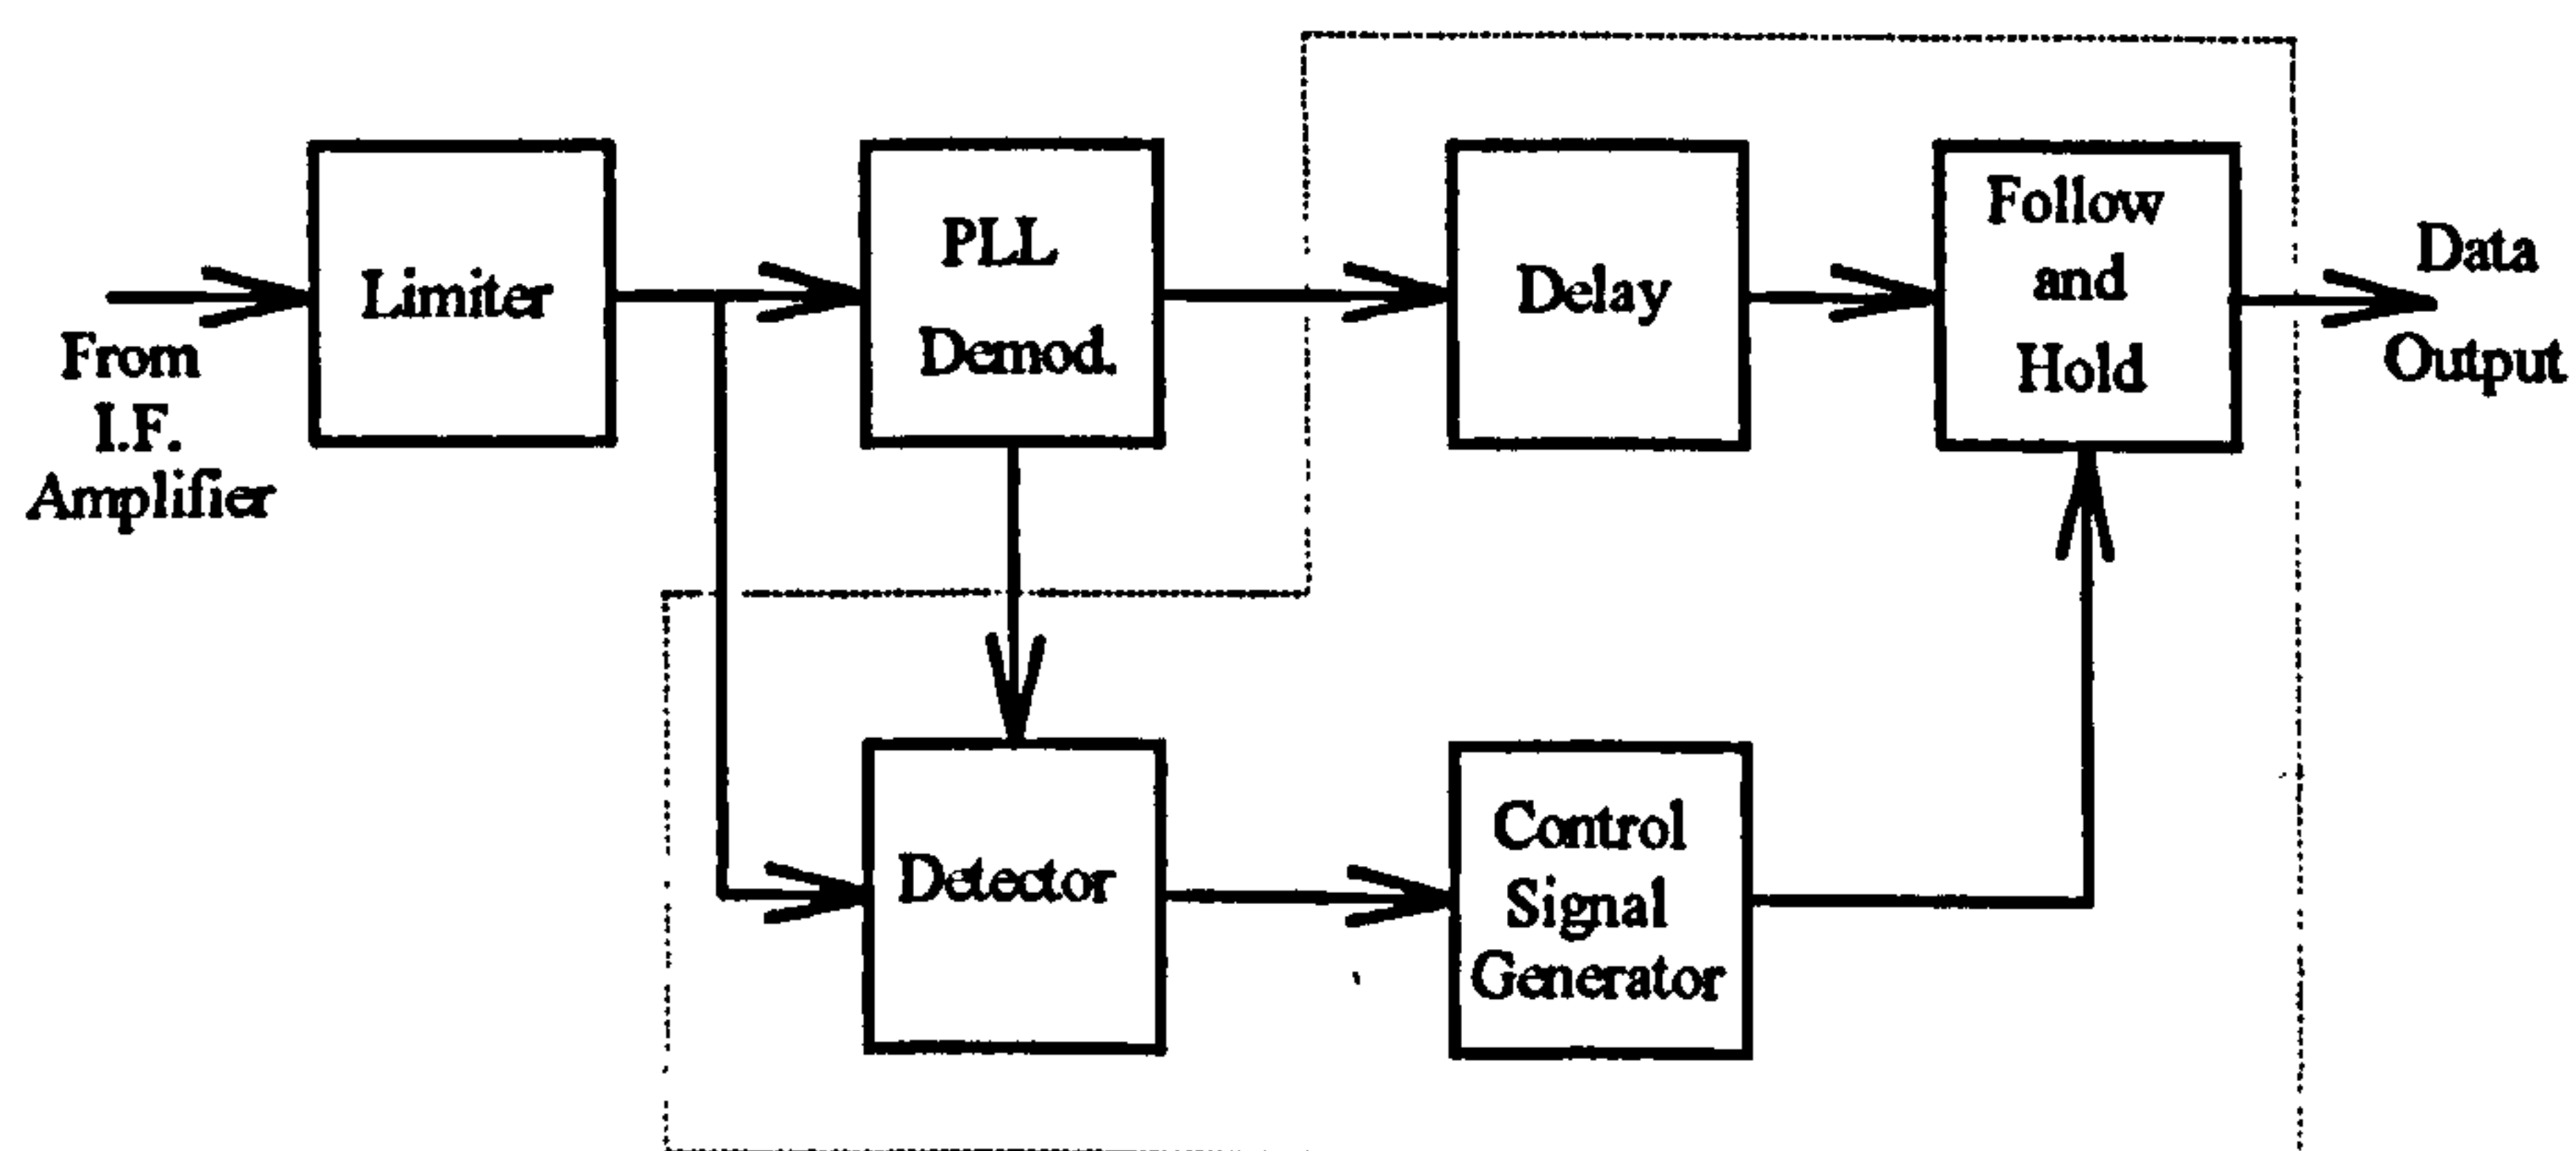 Limiter
From
I.F.
Amplifier
PLL
Demod.
Delay
Follow
and
Hold
Data
Output
Detector
Control
Signal
Generator